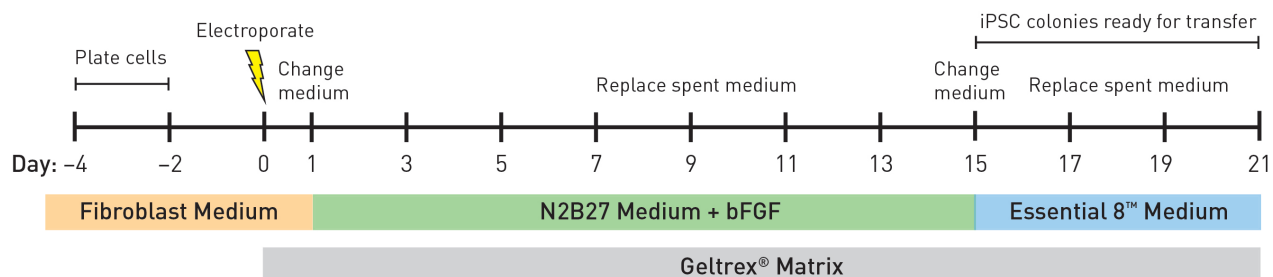 iPSC colonies ready for transfer
Electroporate
Plate cells
Change
medium
Replace spent medium
Change
medium
Replace spent medium
Day: –4 –2 0 1 3 5 7 9 11 13 15 17 19 21
Fibroblast Medium
N2B27 Medium + bFGF
Essential 8™ Medium
Geltrex® Matrix